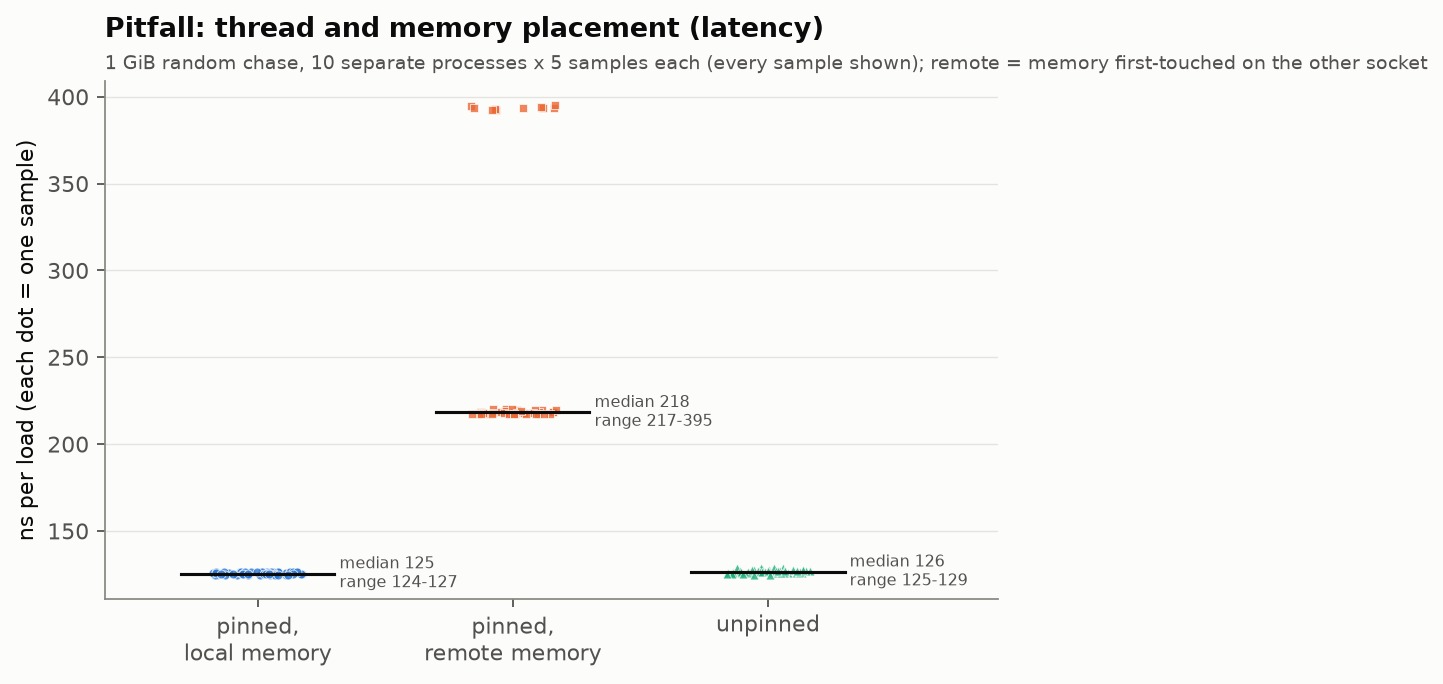 Pitfall: thread and memory placement (latency)
1 GiB random chase, 10 separate processes x 5 samples each (every sample shown); remote = memory first-touched on the other socket
ns per load (each dot = one sample)
400
350
300
250
200
150
median 125
range 124-127
median 218
range 217-395
median 126
range 125-129
pinned,
local memory
pinned,
remote memory
unpinned